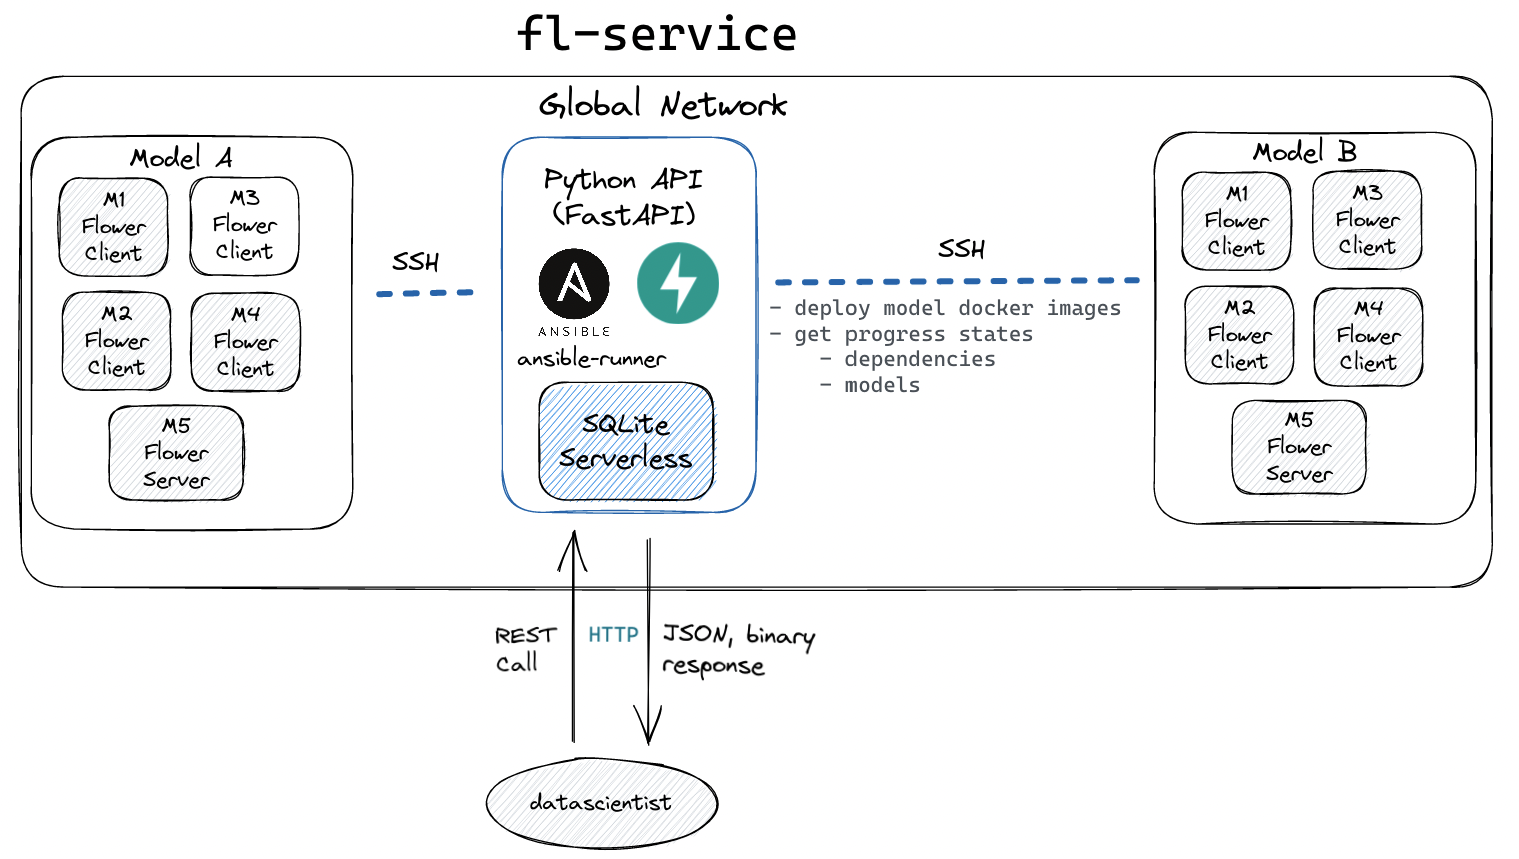 fl-service
Global Network
Model A
M1
Flower
Client
M3
Flower
Client
M2
Flower
Client
M4
Flower
Client
M5
Flower
Server
SSH
Python API
(FastAPI)
ANSIBLE
ansible-runner
SQLite
Serverless
SSH
- deploy model docker images
- get progress states
- dependencies
- models
Model B
M1
Flower
Client
M3
Flower
Client
M2
Flower
Client
M4
Flower
Client
M5
Flower
Server
REST
Call
HTTP
JSON, binary
response
datascientist